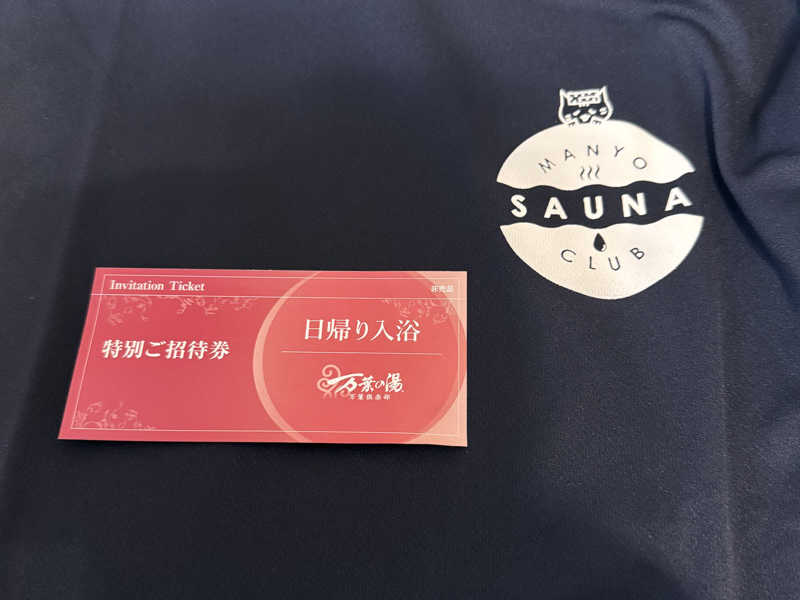 Invitation Ticket
非売品
特別ご招待券
日帰り入浴
万葉の湯
万葉倶楽部
MANYO
SAUNA
CLUB